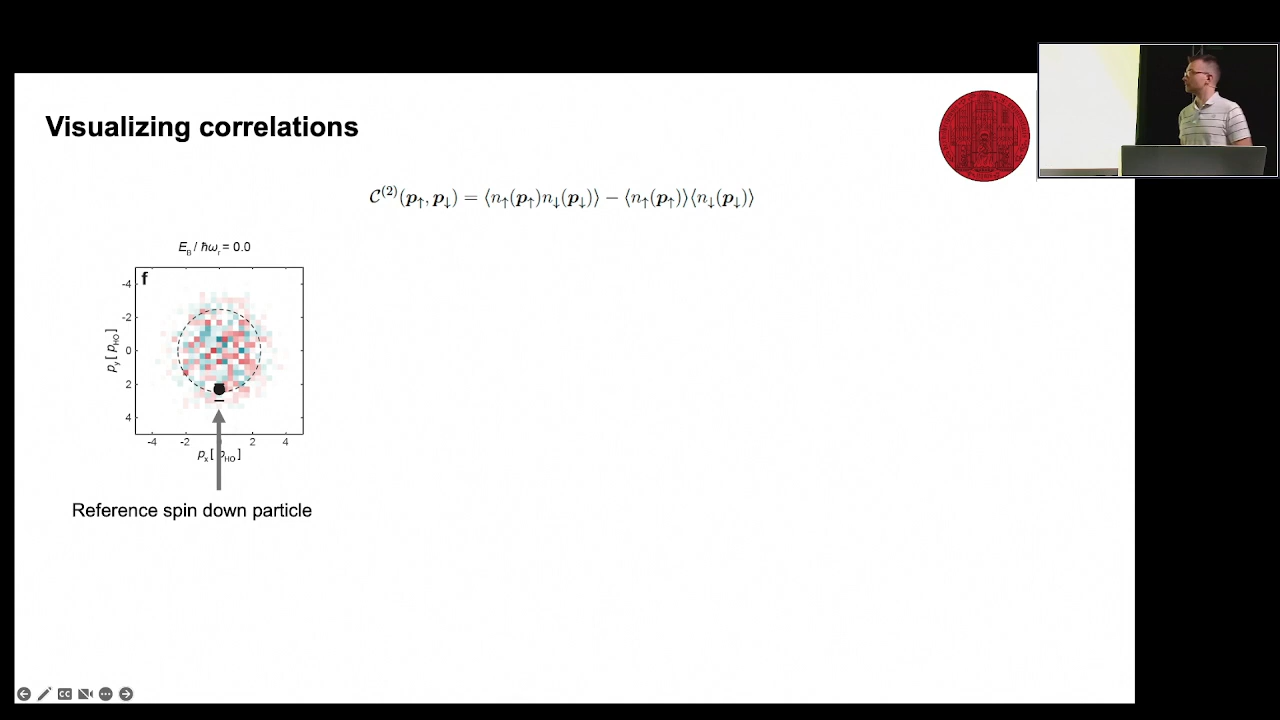 Visualizing correlations
𝒞⁽²⁾(p↑, p↓) = ⟨n↑(p↑)n↓(p↓)⟩ − ⟨n↑(p↑)⟩⟨n↓(p↓)⟩
E_B / ħω_r = 0.0
f
-4
-2
0
2
4
p_y [ p_HO ]
-4 -2 2 4
p_x [ p_HO ]
Reference spin down particle
CC